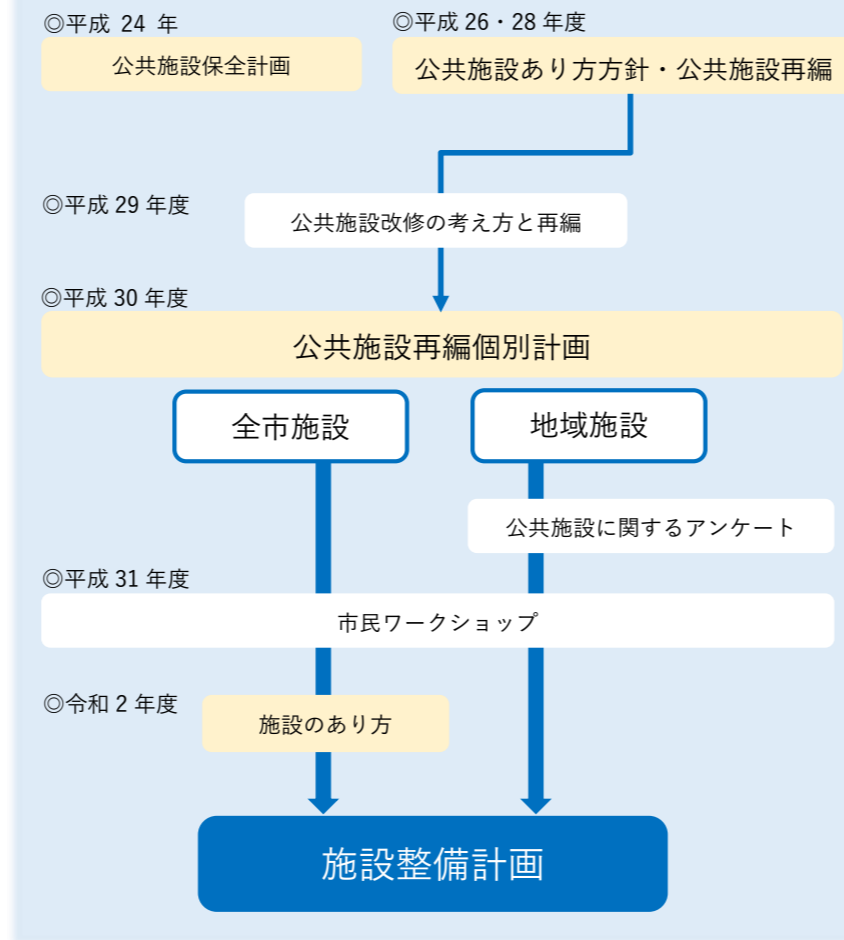 ◎平成 24 年
公共施設保全計画
◎平成 26・28 年度
公共施設あり方方針・公共施設再編
◎平成 29 年度
公共施設改修の考え方と再編
◎平成 30 年度
公共施設再編個別計画
全市施設
地域施設
公共施設に関するアンケート
◎平成 31 年度
市民ワークショップ
◎令和 2 年度
施設のあり方
施設整備計画